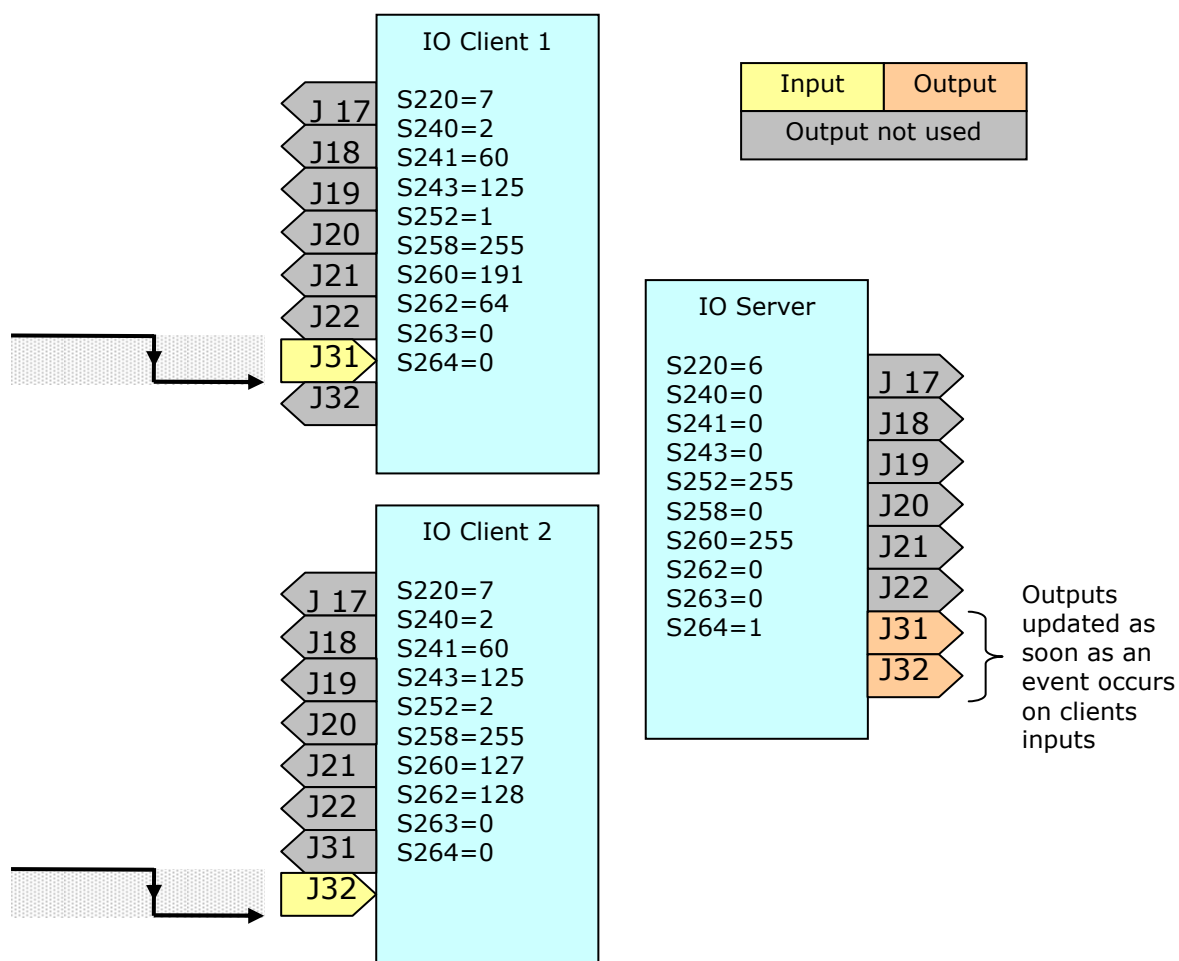 IO Client 1
J 17
J18
J19
J20
J21
J22
J31
J32
S220=7
S240=2
S241=60
S243=125
S252=1
S258=255
S260=191
S262=64
S263=0
S264=0
Input
Output
Output not used
IO Server
S220=6
S240=0
S241=0
S243=0
S252=255
S258=0
S260=255
S262=0
S263=0
S264=1
J 17
J18
J19
J20
J21
J22
J31
J32
Outputs
updated as
soon as an
event occurs
on clients
inputs
IO Client 2
J 17
J18
J19
J20
J21
J22
J31
J32
S220=7
S240=2
S241=60
S243=125
S252=2
S258=255
S260=127
S262=128
S263=0
S264=0